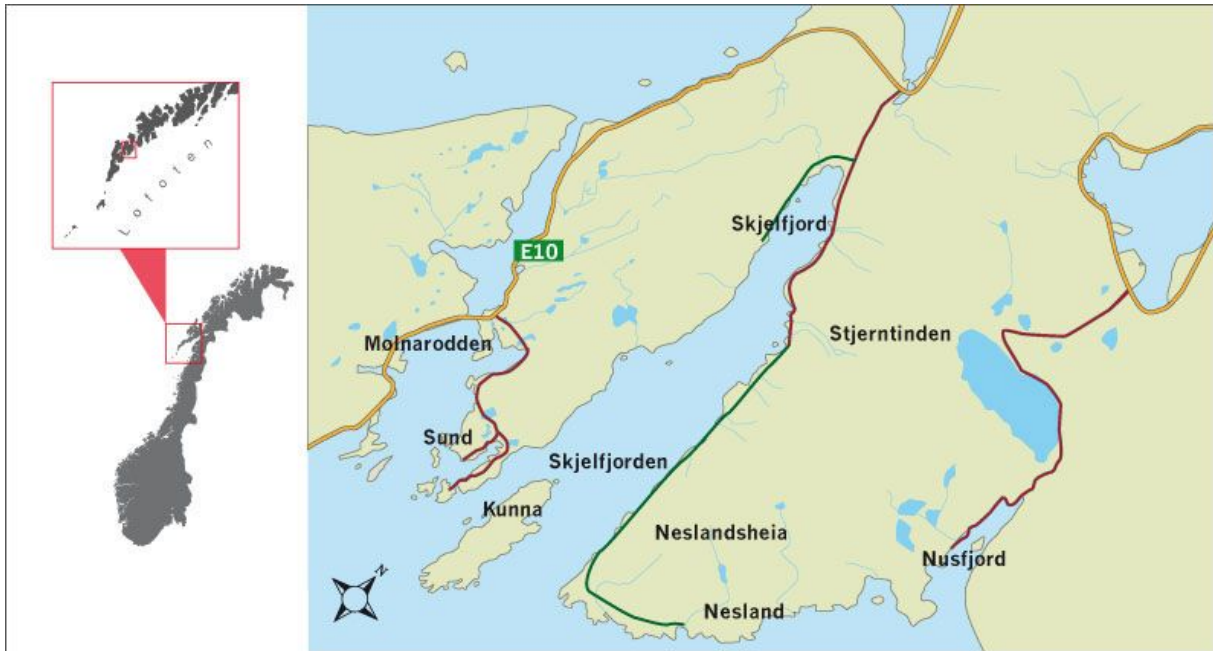 Lofoten
N
E10
Skjelfjord
Molnarodden
Stjerntinden
Sund
Skjelfjorden
Kunna
Neslandsheia
Nusfjord
Nesland